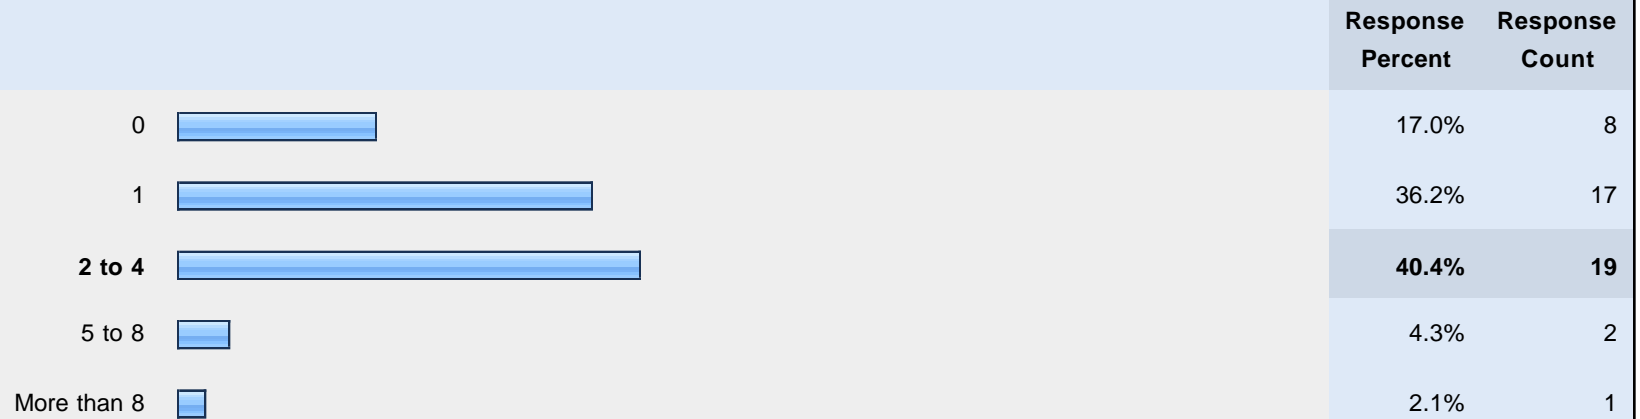 Response Response
Percent Count
0 17.0% 8
1 36.2% 17
2 to 4 40.4% 19
5 to 8 4.3% 2
More than 8 2.1% 1